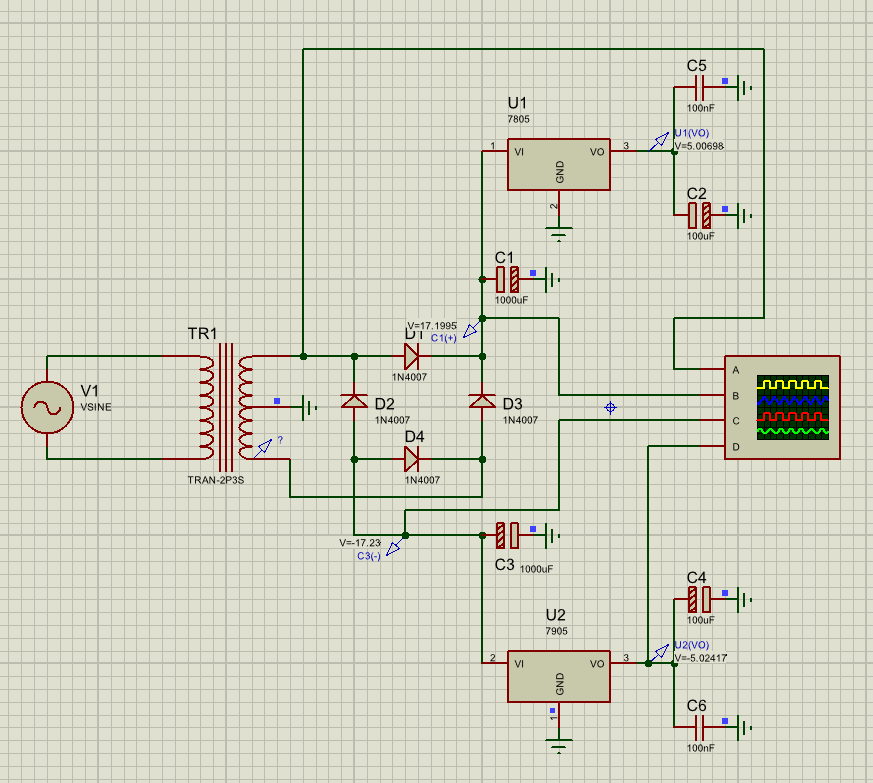 C5
100nF
U1
7805
1
VI
VO
3
GND
2
U1(VO)
V=5.00698
C2
100uF
C1
1000uF
V=17.1995
C1(+)
TR1
D1
1N4007
V1
VSINE
D2
1N4007
D3
1N4007
A
B
C
D
?
D4
1N4007
TRAN-2P3S
V=-17.23
C3(-)
C3
1000uF
C4
100uF
U2
7905
2
VI
VO
3
GND
1
U2(VO)
V=-5.02417
C6
100nF